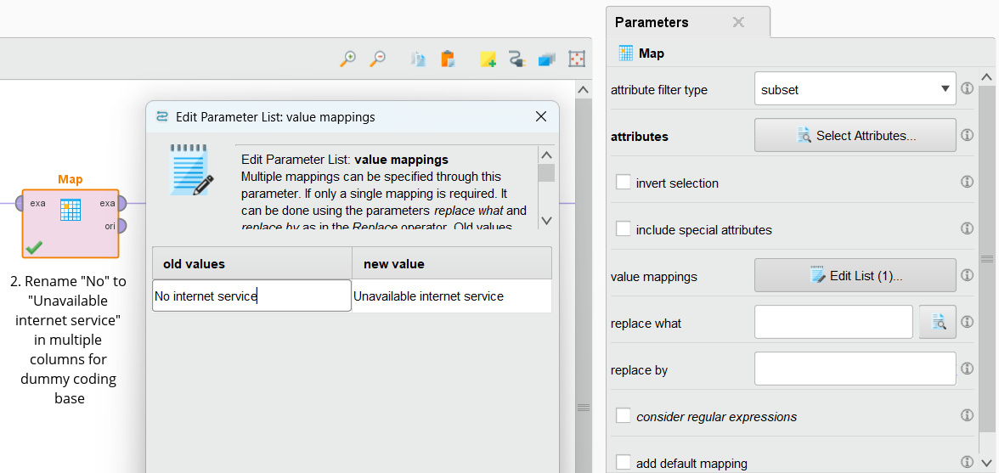 Parameters
Map
attribute filter type
subset
attributes
Select Attributes...
invert selection
include special attributes
value mappings
Edit List (1)...
replace what
replace by
consider regular expressions
add default mapping
Map
exa
exa
ori
2. Rename "No" to
"Unavailable
internet service"
in multiple
columns for
dummy coding
base
Edit Parameter List: value mappings
Edit Parameter List: value mappings
Multiple mappings can be specified through this
parameter. If only a single mapping is required. It
can be done using the parameters replace what and
replace by as in the Replace operator. Old values
old values
new value
No internet service
Unavailable internet service